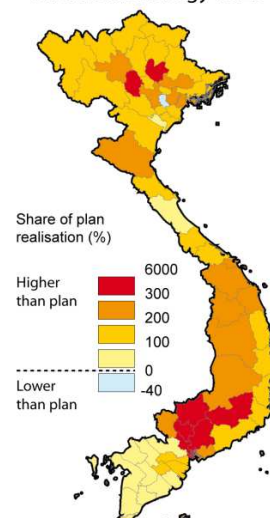 Share of plan
realisation (%)
6000
Higher
than plan
300
200
100
0
Lower
than plan
-40